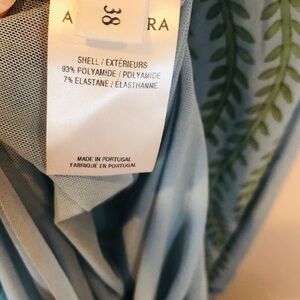 38
SHELL / EXTÉRIEURS
93% POLYAMIDE / POLYAMIDE
7% ELASTANE / ÉLASTHANNE
MADE IN PORTUGAL
FABRIQUÉ EN PORTUGAL